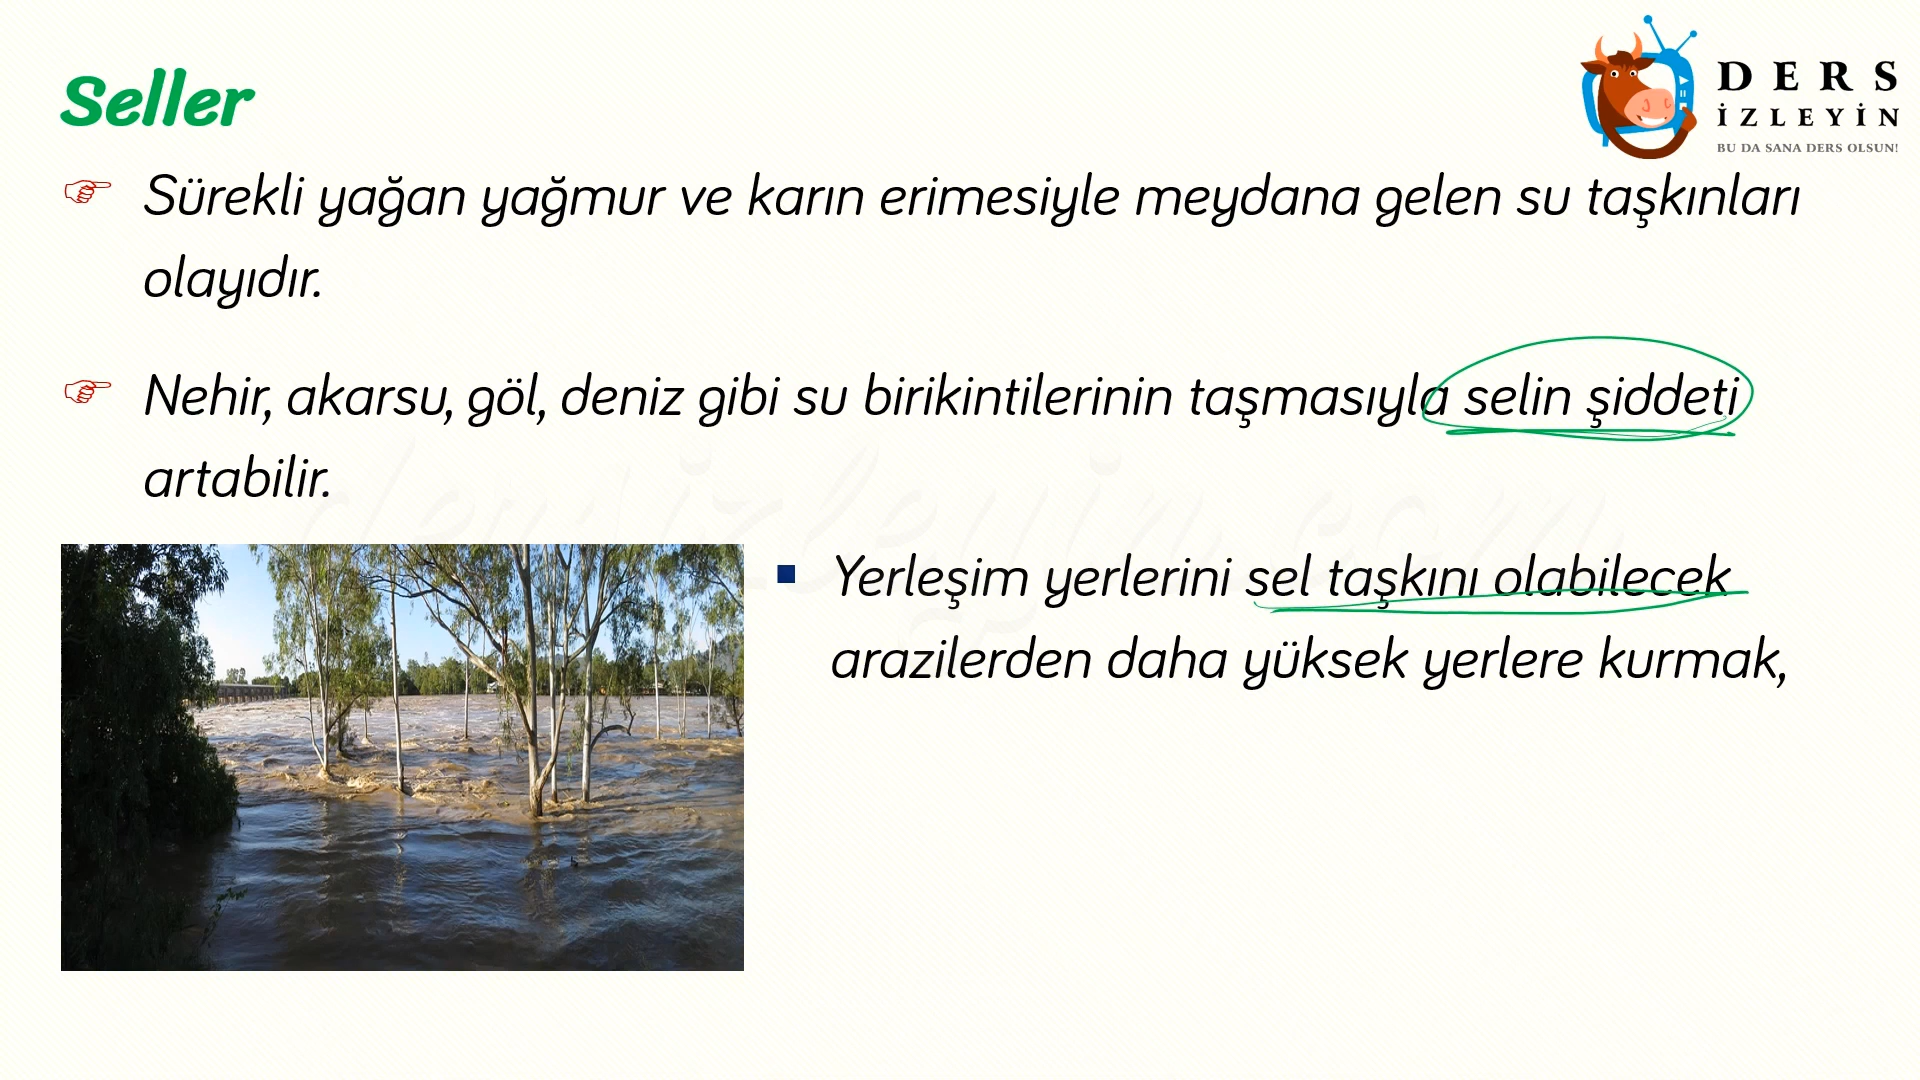 Seller
DERS
İZLEYİN
BU DA SANA DERS OLSUN!
Sürekli yağan yağmur ve karın erimesiyle meydana gelen su taşkınları
olayıdır.
Nehir, akarsu, göl, deniz gibi su birikintilerinin taşmasıyla selin şiddeti
artabilir.
dersizleyin.com
Yerleşim yerlerini sel taşkını olabilecek
arazilerden daha yüksek yerlere kurmak,